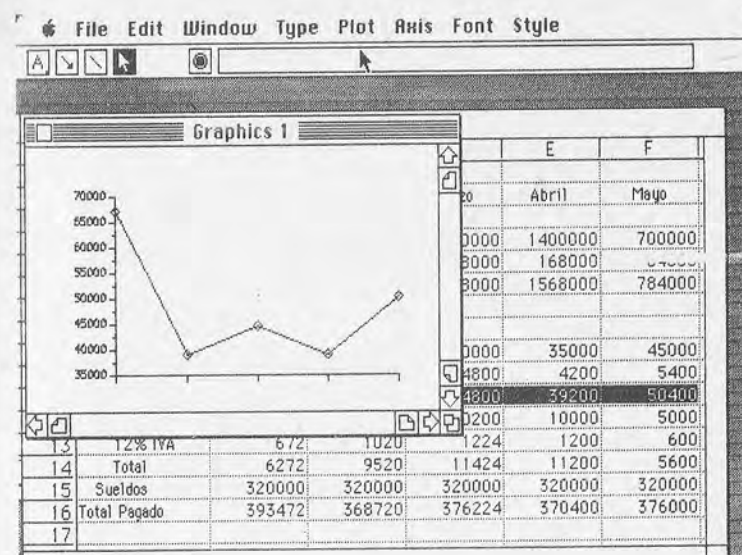 File Edit Window Type Plot Axis Font Style
A
Graphics 1
70000
65000
60000
55000
50000
45000
40000
35000
E F
Abril Mayo
1400000 700000
168000
1568000 784000
35000 45000
4200 5400
39200 50400
10000 5000
13 12% IVA 672 1020 1224 1200 600
14 Total 6272 9520 11424 11200 5600
15 Sueldos 320000 320000 320000 320000 320000
16 Total Pagado 393472 368720 376224 370400 376000
17